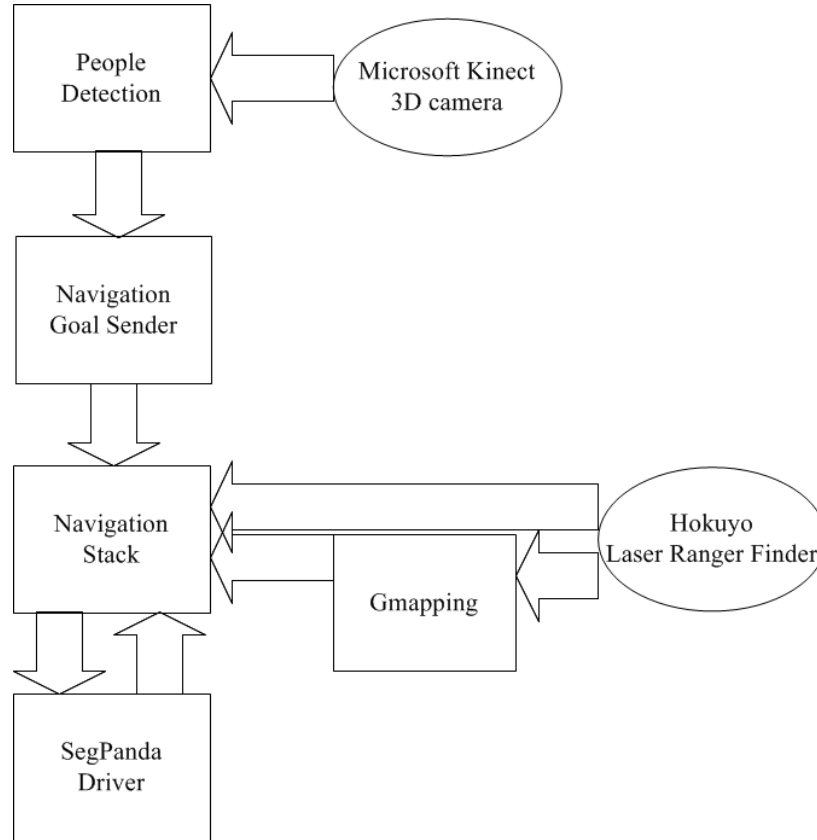 People
Detection
Microsoft Kinect
3D camera
Navigation
Goal Sender
Navigation
Stack
Hokuyo
Laser Ranger Finder
Gmapping
SegPanda
Driver